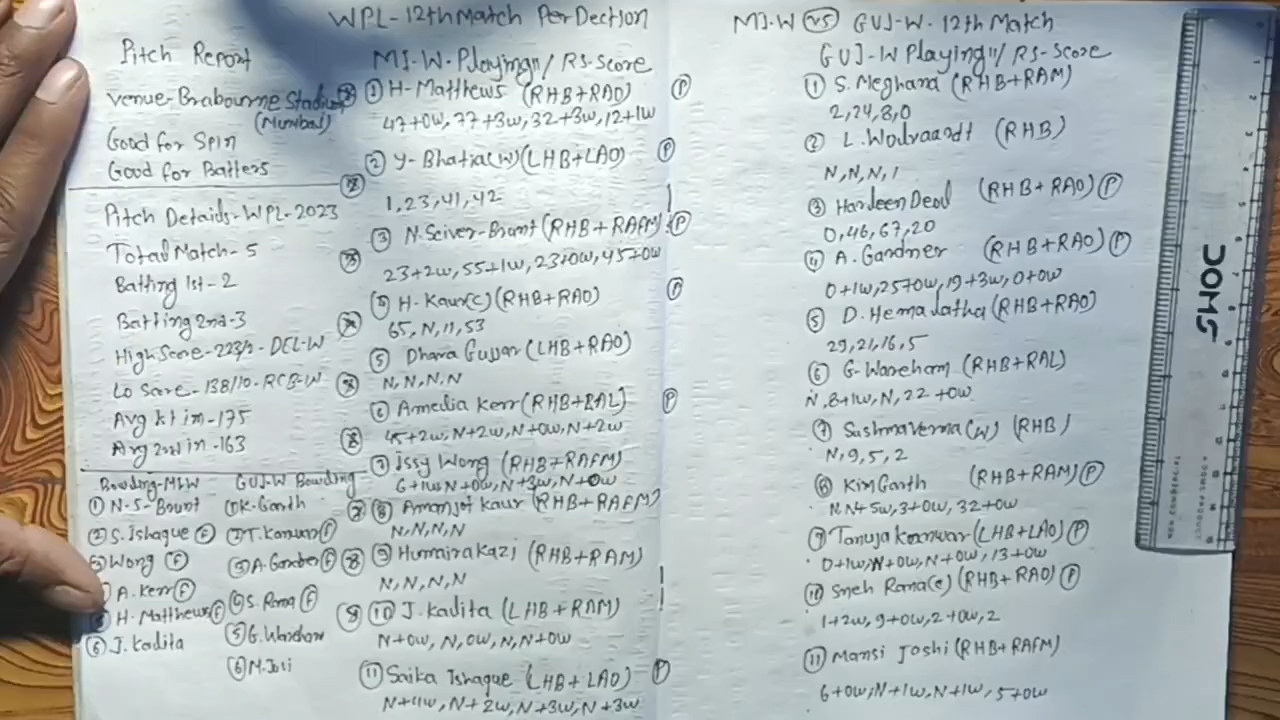 WPL-12th Match PerDection
MI-W VS GUJ-W. 12th Match
Pitch Report
Venue-Brabourne Stadium
(Mumbai)
Good for Spin
Good for Batters
Pitch Details-WPL-2023
Total Match-5
Batting 1st-2
Batting 2nd-3
High Score-223/2-DEL-W
Lo Score-138/10-RCB-W
Avg 1st in-175
Avg 2nd in-163
Bowling-MI-W
① N-S-Brunt
② S.Ishaque Ⓕ
③ Wong Ⓕ
A.Kerr Ⓕ
H.Matthews Ⓕ
⑥ J.Kalita
GUJ-W Bowling
① K-Garth
② T.Kanwar Ⓕ
③ A.Gardner Ⓕ
④ S.Rana Ⓕ
⑤ G.Wareham
⑥ M.Josi
MI-W-Playing 11/RS-Score
① H-Matthews (RHB+RAO) Ⓟ
47+0W,77+3W,32+3W,12+1W
② Y-Bhatia(W)(LHB+LAO) Ⓟ
1,23,41,42
③ N.Sciver-Brunt(RHB+RAFM) Ⓟ
23+2W,55+1W,23+0W,45+0W
④ H-Kaur(C)(RHB+RAO) Ⓟ
65,N,11,53
⑤ Dhara Gujjar(LHB+RAO)
N,N,N,N
⑥ Amelia Kerr(RHB+RAL) Ⓟ
45+2W,N+2W,N+0W,N+2W
⑦ Issy Wong (RHB+RAFM)
6+1W,N+0W,N+3W,N+0W
⑧ Amanjot Kaur (RHB+RAFM)
N,N,N,N
⑨ Humaira Kazi (RHB+RAM)
N,N,N,N
⑩ J.Kalita (LHB+RAM)
N+0W,N,0W,N,N+0W
⑪ Saika Ishaque (LHB+LAO) Ⓟ
N+4W,N+2W,N+3W,N+3W
GUJ-W Playing 11/RS-Score
① S.Meghana (RHB+RAM)
2,24,8,0
② L.Wolvaardt (RHB)
N,N,N,1
③ Harleen Deol (RHB+RAO) Ⓟ
0,46,67,20
④ A.Gardner (RHB+RAO) Ⓟ
0+1W,25+0W,19+3W,0+0W
⑤ D.Hemalatha (RHB+RAO)
29,21,16,5
⑥ G-Wareham (RHB+RAL)
N,8+1W,N,22+0W
⑦ Sushma Verma(W) (RHB)
N,9,5,2
⑧ Kim Garth (RHB+RAM) Ⓟ
N,N+5W,3+0W,32+0W
⑨ Tanuja Kanwar(LHB+LAO) Ⓟ
0+1W,N+0W,N+0W,13+0W
⑩ Sneh Rana(C)(RHB+RAO) Ⓟ
1+2W,9+0W,2+0W,2
⑪ Mansi Joshi(RHB+RAFM)
6+0W,N+1W,N+1W,5+0W
DOMS